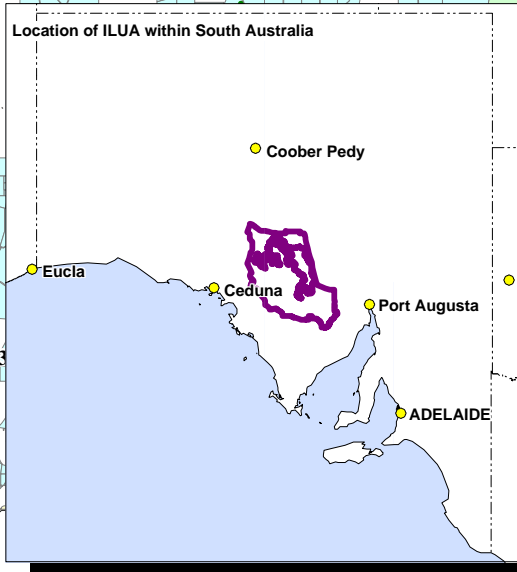 Location of ILUA within South Australia
Coober Pedy
Eucla
Ceduna
Port Augusta
ADELAIDE